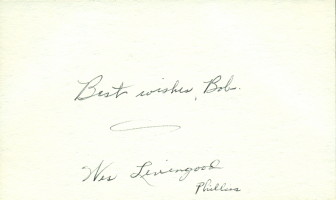 Best wishes, Bob.
Wes Livengood
Phillies